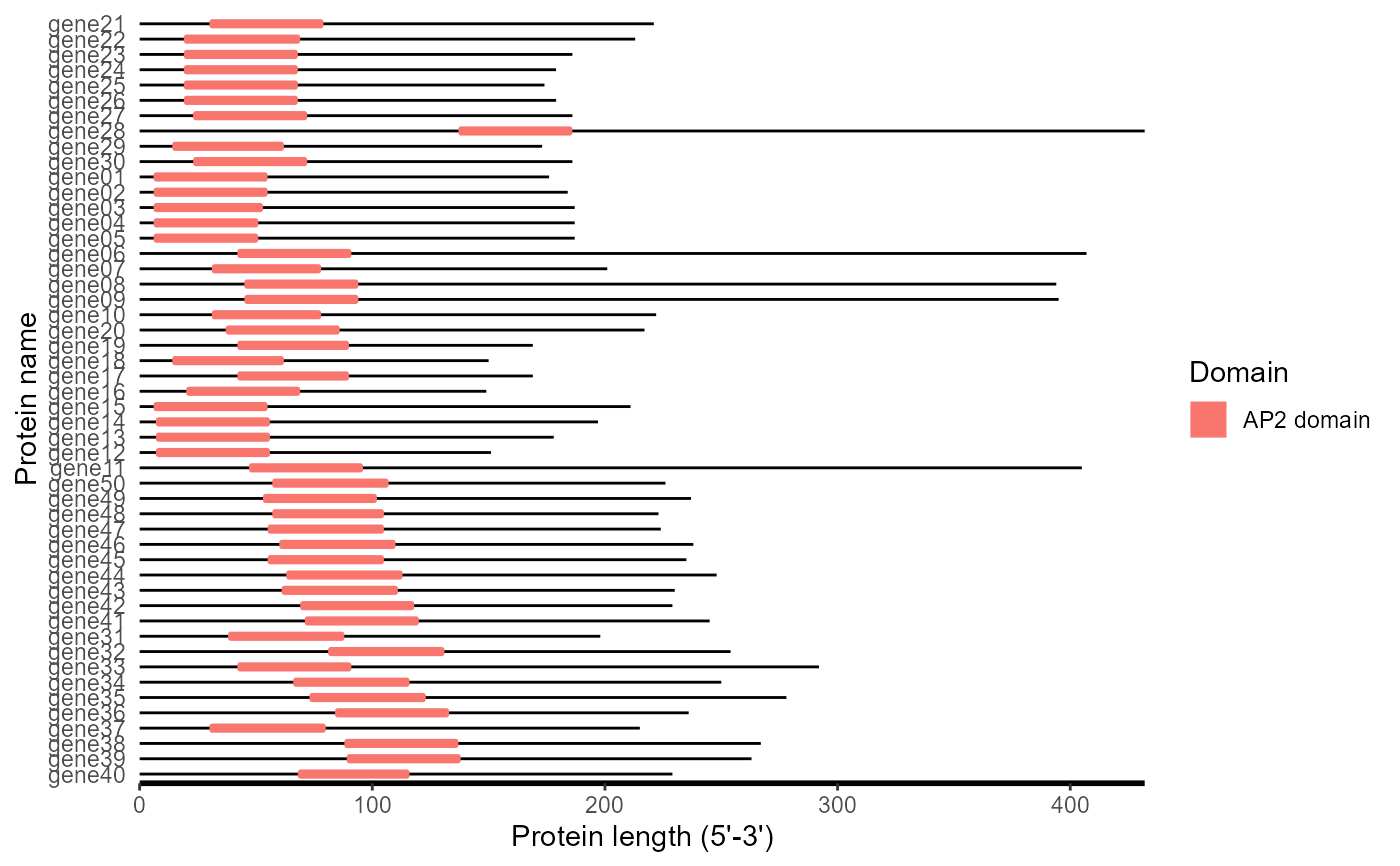 gene21
gene22
gene23
gene24
gene25
gene26
gene27
gene28
gene29
gene30
gene01
gene02
gene03
gene04
gene05
gene06
gene07
gene08
gene09
gene10
gene20
gene19
gene18
gene17
gene16
gene15
gene14
gene13
gene12
gene11
gene50
gene49
gene48
gene47
gene46
gene45
gene44
gene43
gene42
gene41
gene31
gene32
gene33
gene34
gene35
gene36
gene37
gene38
gene39
gene40
Protein name
0 100 200 300 400
Protein length (5'-3')
Domain
AP2 domain